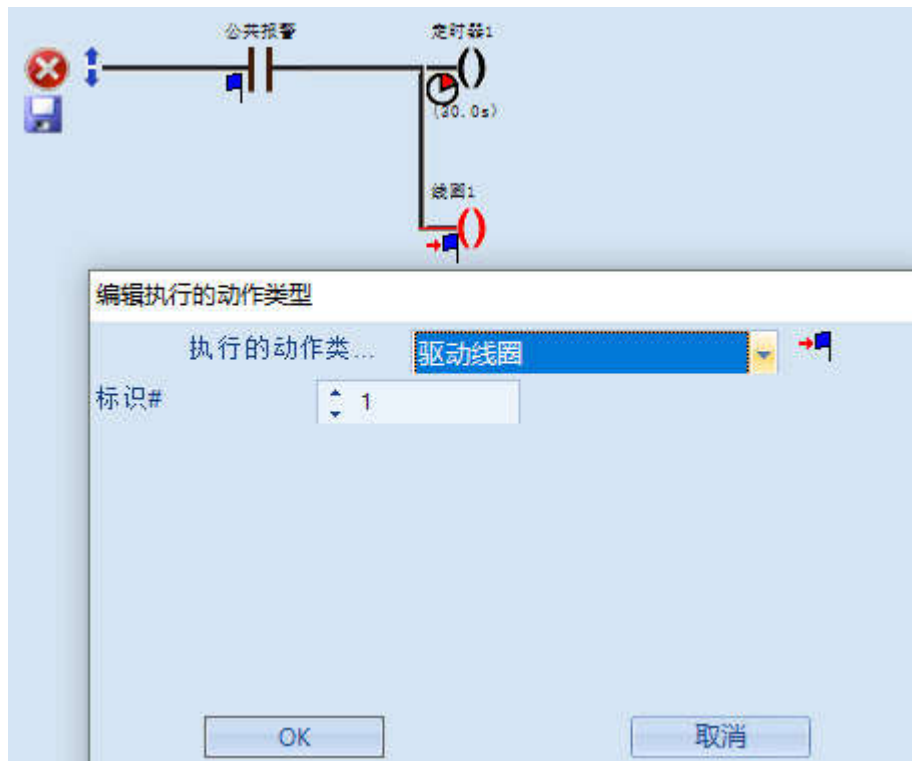 公共报警
定时器1
(30.0s)
线圈1
编辑执行的动作类型
执行的动作类...
驱动线圈
标识#
1
OK
取消